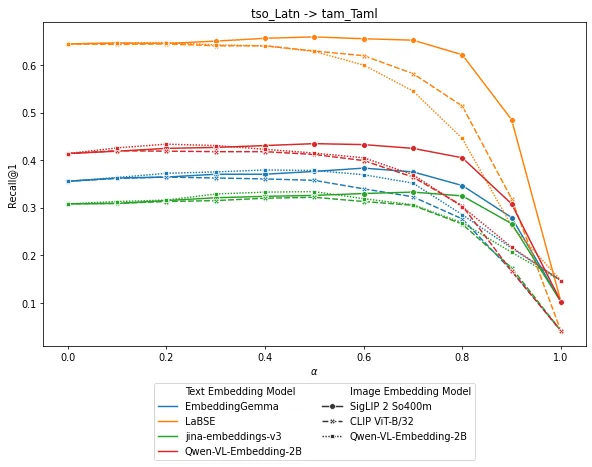 tso_Latn -> tam_Taml
Recall@1
0.6
0.5
0.4
0.3
0.2
0.1
0.0 0.2 0.4 0.6 0.8 1.0
α
Text Embedding Model Image Embedding Model
EmbeddingGemma SigLIP 2 So400m
LaBSE CLIP ViT-B/32
jina-embeddings-v3 Qwen-VL-Embedding-2B
Qwen-VL-Embedding-2B